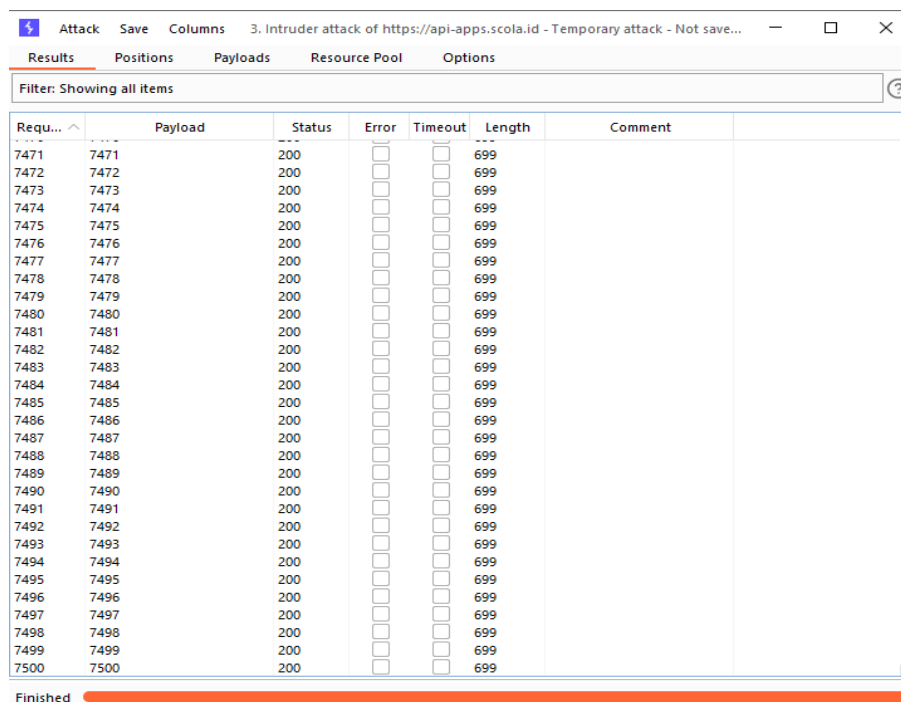 Attack Save Columns 3. Intruder attack of https://api-apps.scola.id - Temporary attack - Not save...
Results Positions Payloads Resource Pool Options
Filter: Showing all items
Requ... Payload Status Error Timeout Length Comment
7471 7471 200 699
7472 7472 200 699
7473 7473 200 699
7474 7474 200 699
7475 7475 200 699
7476 7476 200 699
7477 7477 200 699
7478 7478 200 699
7479 7479 200 699
7480 7480 200 699
7481 7481 200 699
7482 7482 200 699
7483 7483 200 699
7484 7484 200 699
7485 7485 200 699
7486 7486 200 699
7487 7487 200 699
7488 7488 200 699
7489 7489 200 699
7490 7490 200 699
7491 7491 200 699
7492 7492 200 699
7493 7493 200 699
7494 7494 200 699
7495 7495 200 699
7496 7496 200 699
7497 7497 200 699
7498 7498 200 699
7499 7499 200 699
7500 7500 200 699
Finished